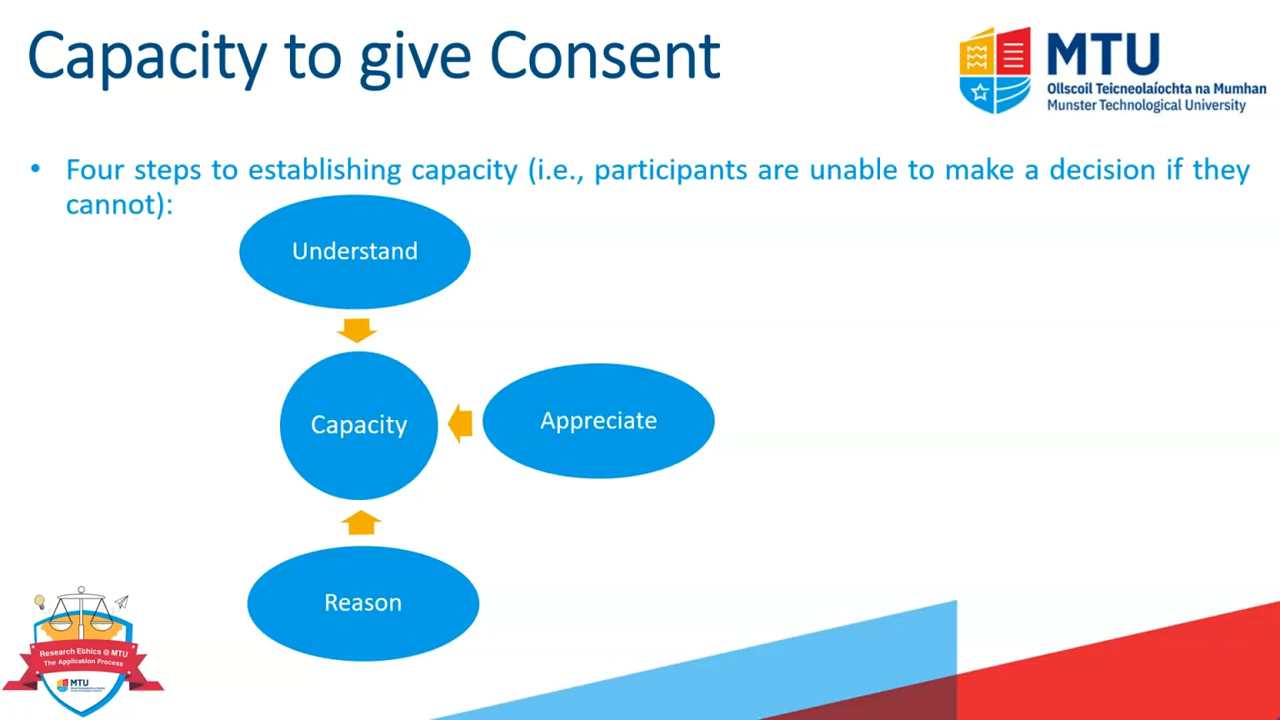 Capacity to give Consent
MTU
Ollscoil Teicneolaíochta na Mumhan
Munster Technological University
• Four steps to establishing capacity (i.e., participants are unable to make a decision if they
cannot):
Understand
Capacity
Appreciate
Reason
Research Ethics @ MTU
The Application Process
MTU